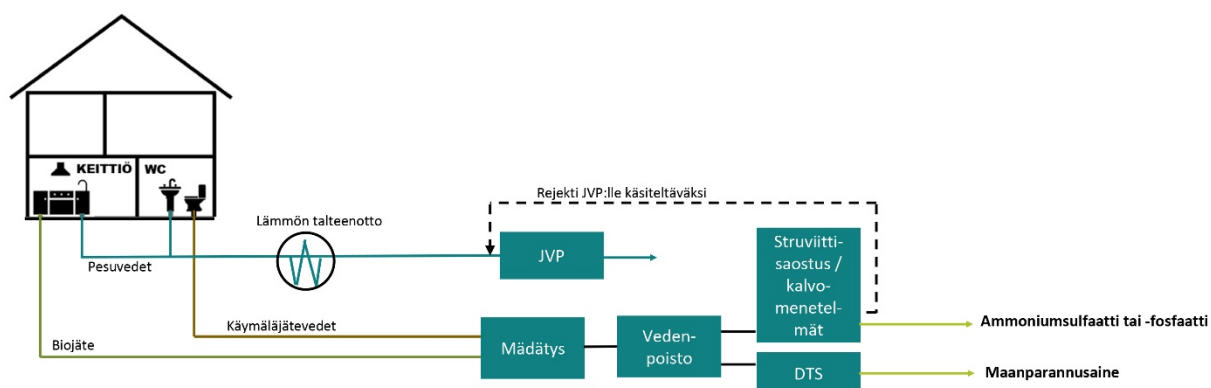 KEITTIÖ
WC
Rejekti JVP:lle käsiteltäväksi
Lämmön talteenotto
Pesuvedet
JVP
Struviitti-
saostus /
kalvo-
menetel-
mät
Käymäläjätevedet
Biojäte
Mädätys
Veden-
poisto
DTS
Ammoniumsulfaatti tai -fosfaatti
Maanparannusaine